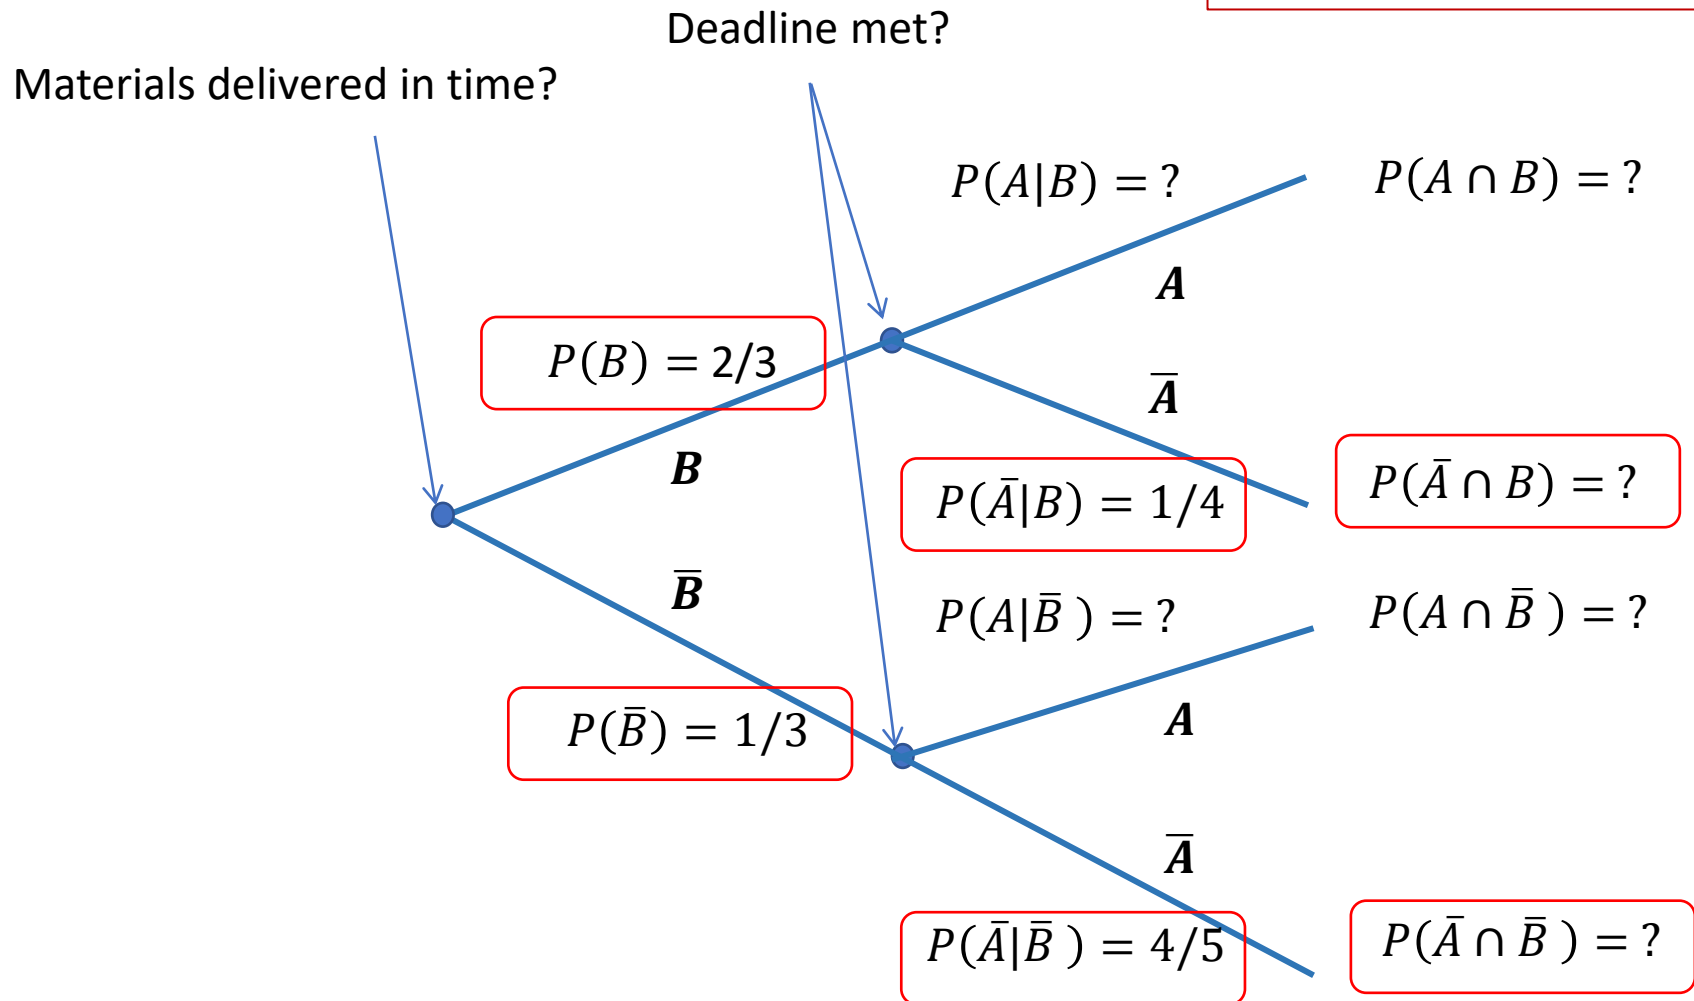 Deadline met?
Materials delivered in time?
P(A|B) = ?
P(A ∩ B) = ?
A
P(B) = 2/3
A̅
B
P(A̅|B) = 1/4
P(A̅ ∩ B) = ?
B̅
P(A|B̅ ) = ?
P(A ∩ B̅ ) = ?
P(B̅) = 1/3
A
A̅
P(A̅|B̅ ) = 4/5
P(A̅ ∩ B̅ ) = ?